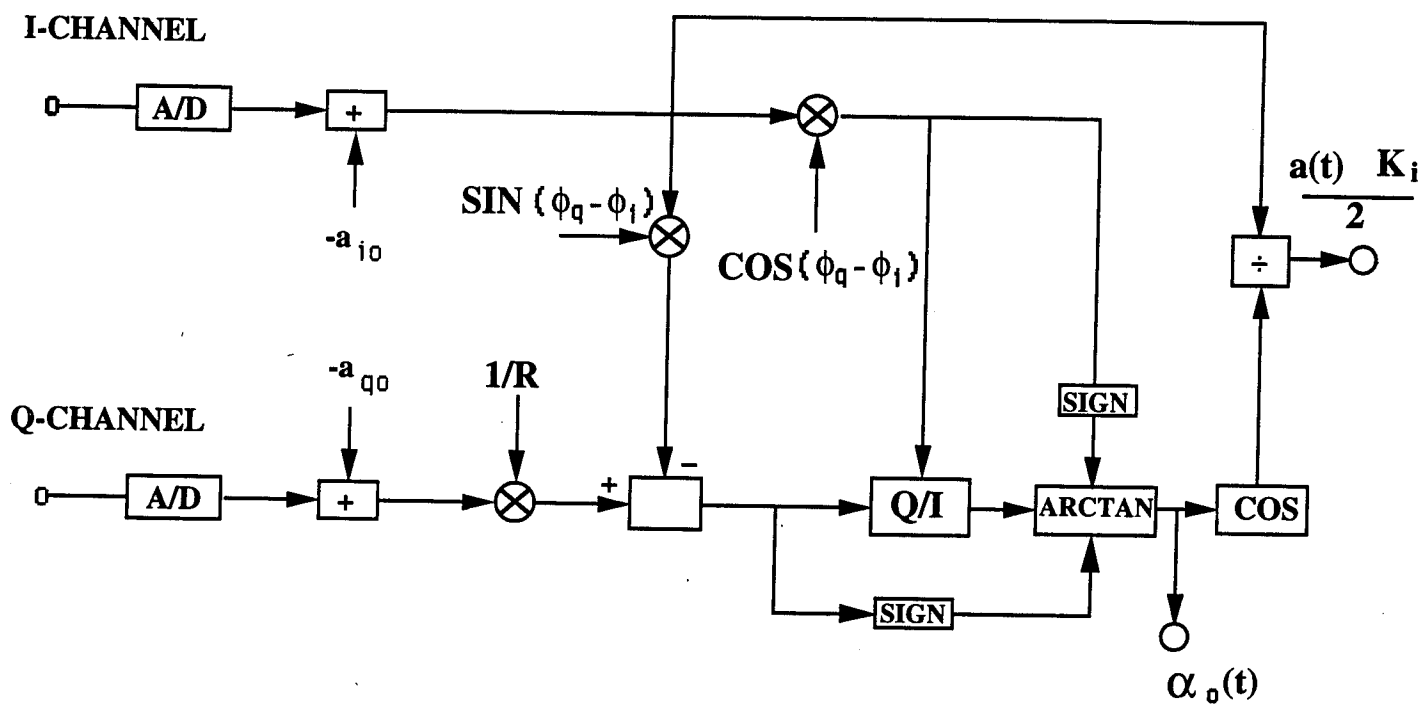 I-CHANNEL
A/D
+
-a io
SIN (ϕq - ϕi)
COS (ϕq - ϕi)
a(t) Ki
2
÷
-a qo
1/R
Q-CHANNEL
SIGN
A/D
+
+
−
Q/I
ARCTAN
COS
SIGN
α o(t)